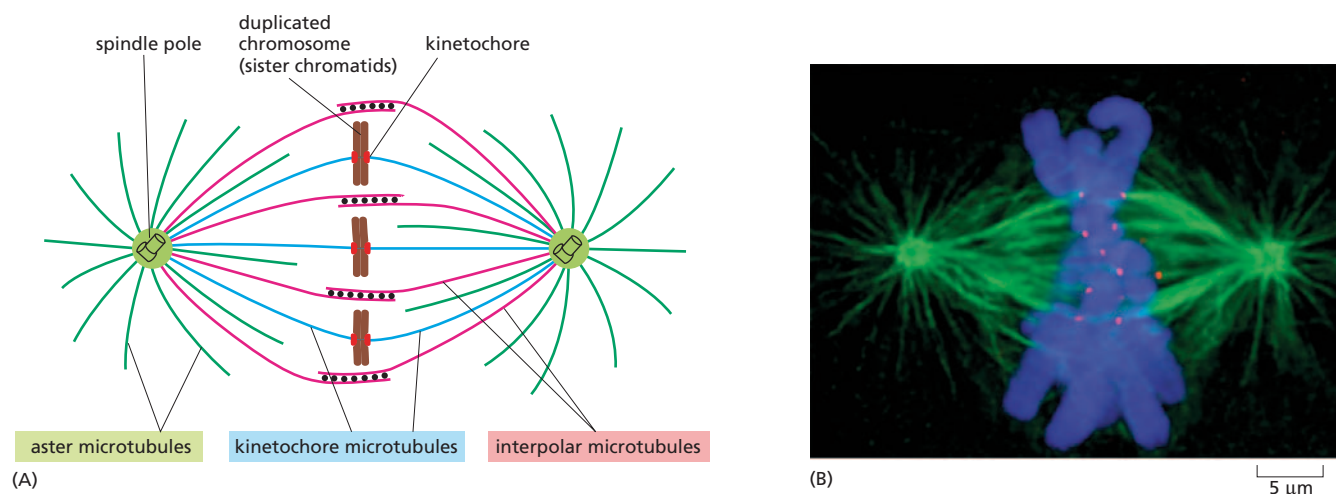 spindle pole
duplicated
chromosome
(sister chromatids)
kinetochore
aster microtubules
kinetochore microtubules
interpolar microtubules
(A)
(B)
5 μm